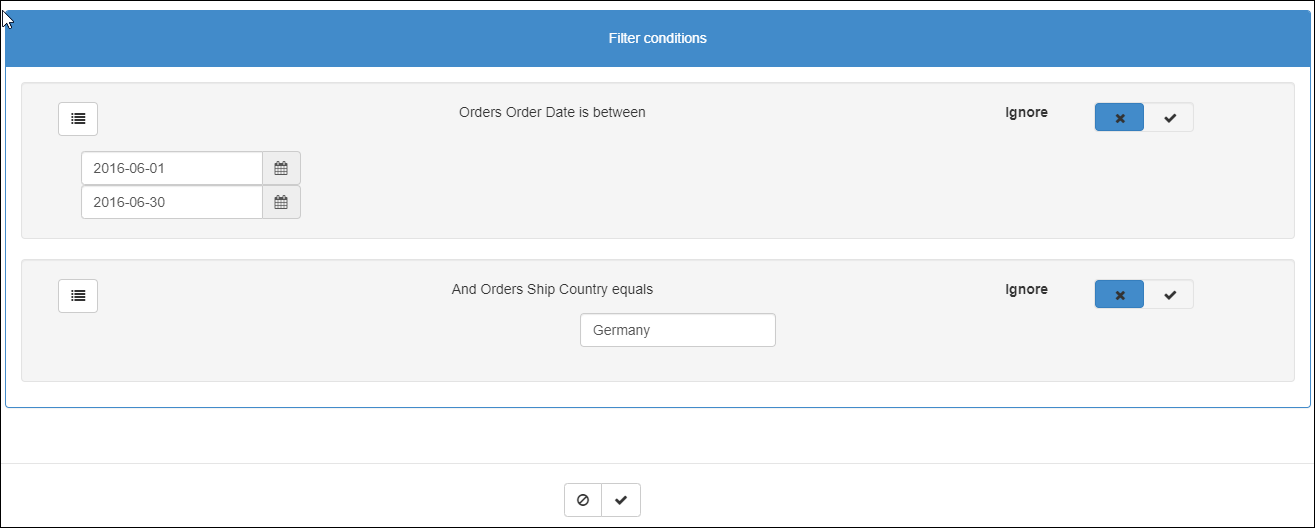 Filter conditions
Orders Order Date is between
Ignore
2016-06-01
2016-06-30
And Orders Ship Country equals
Ignore
Germany